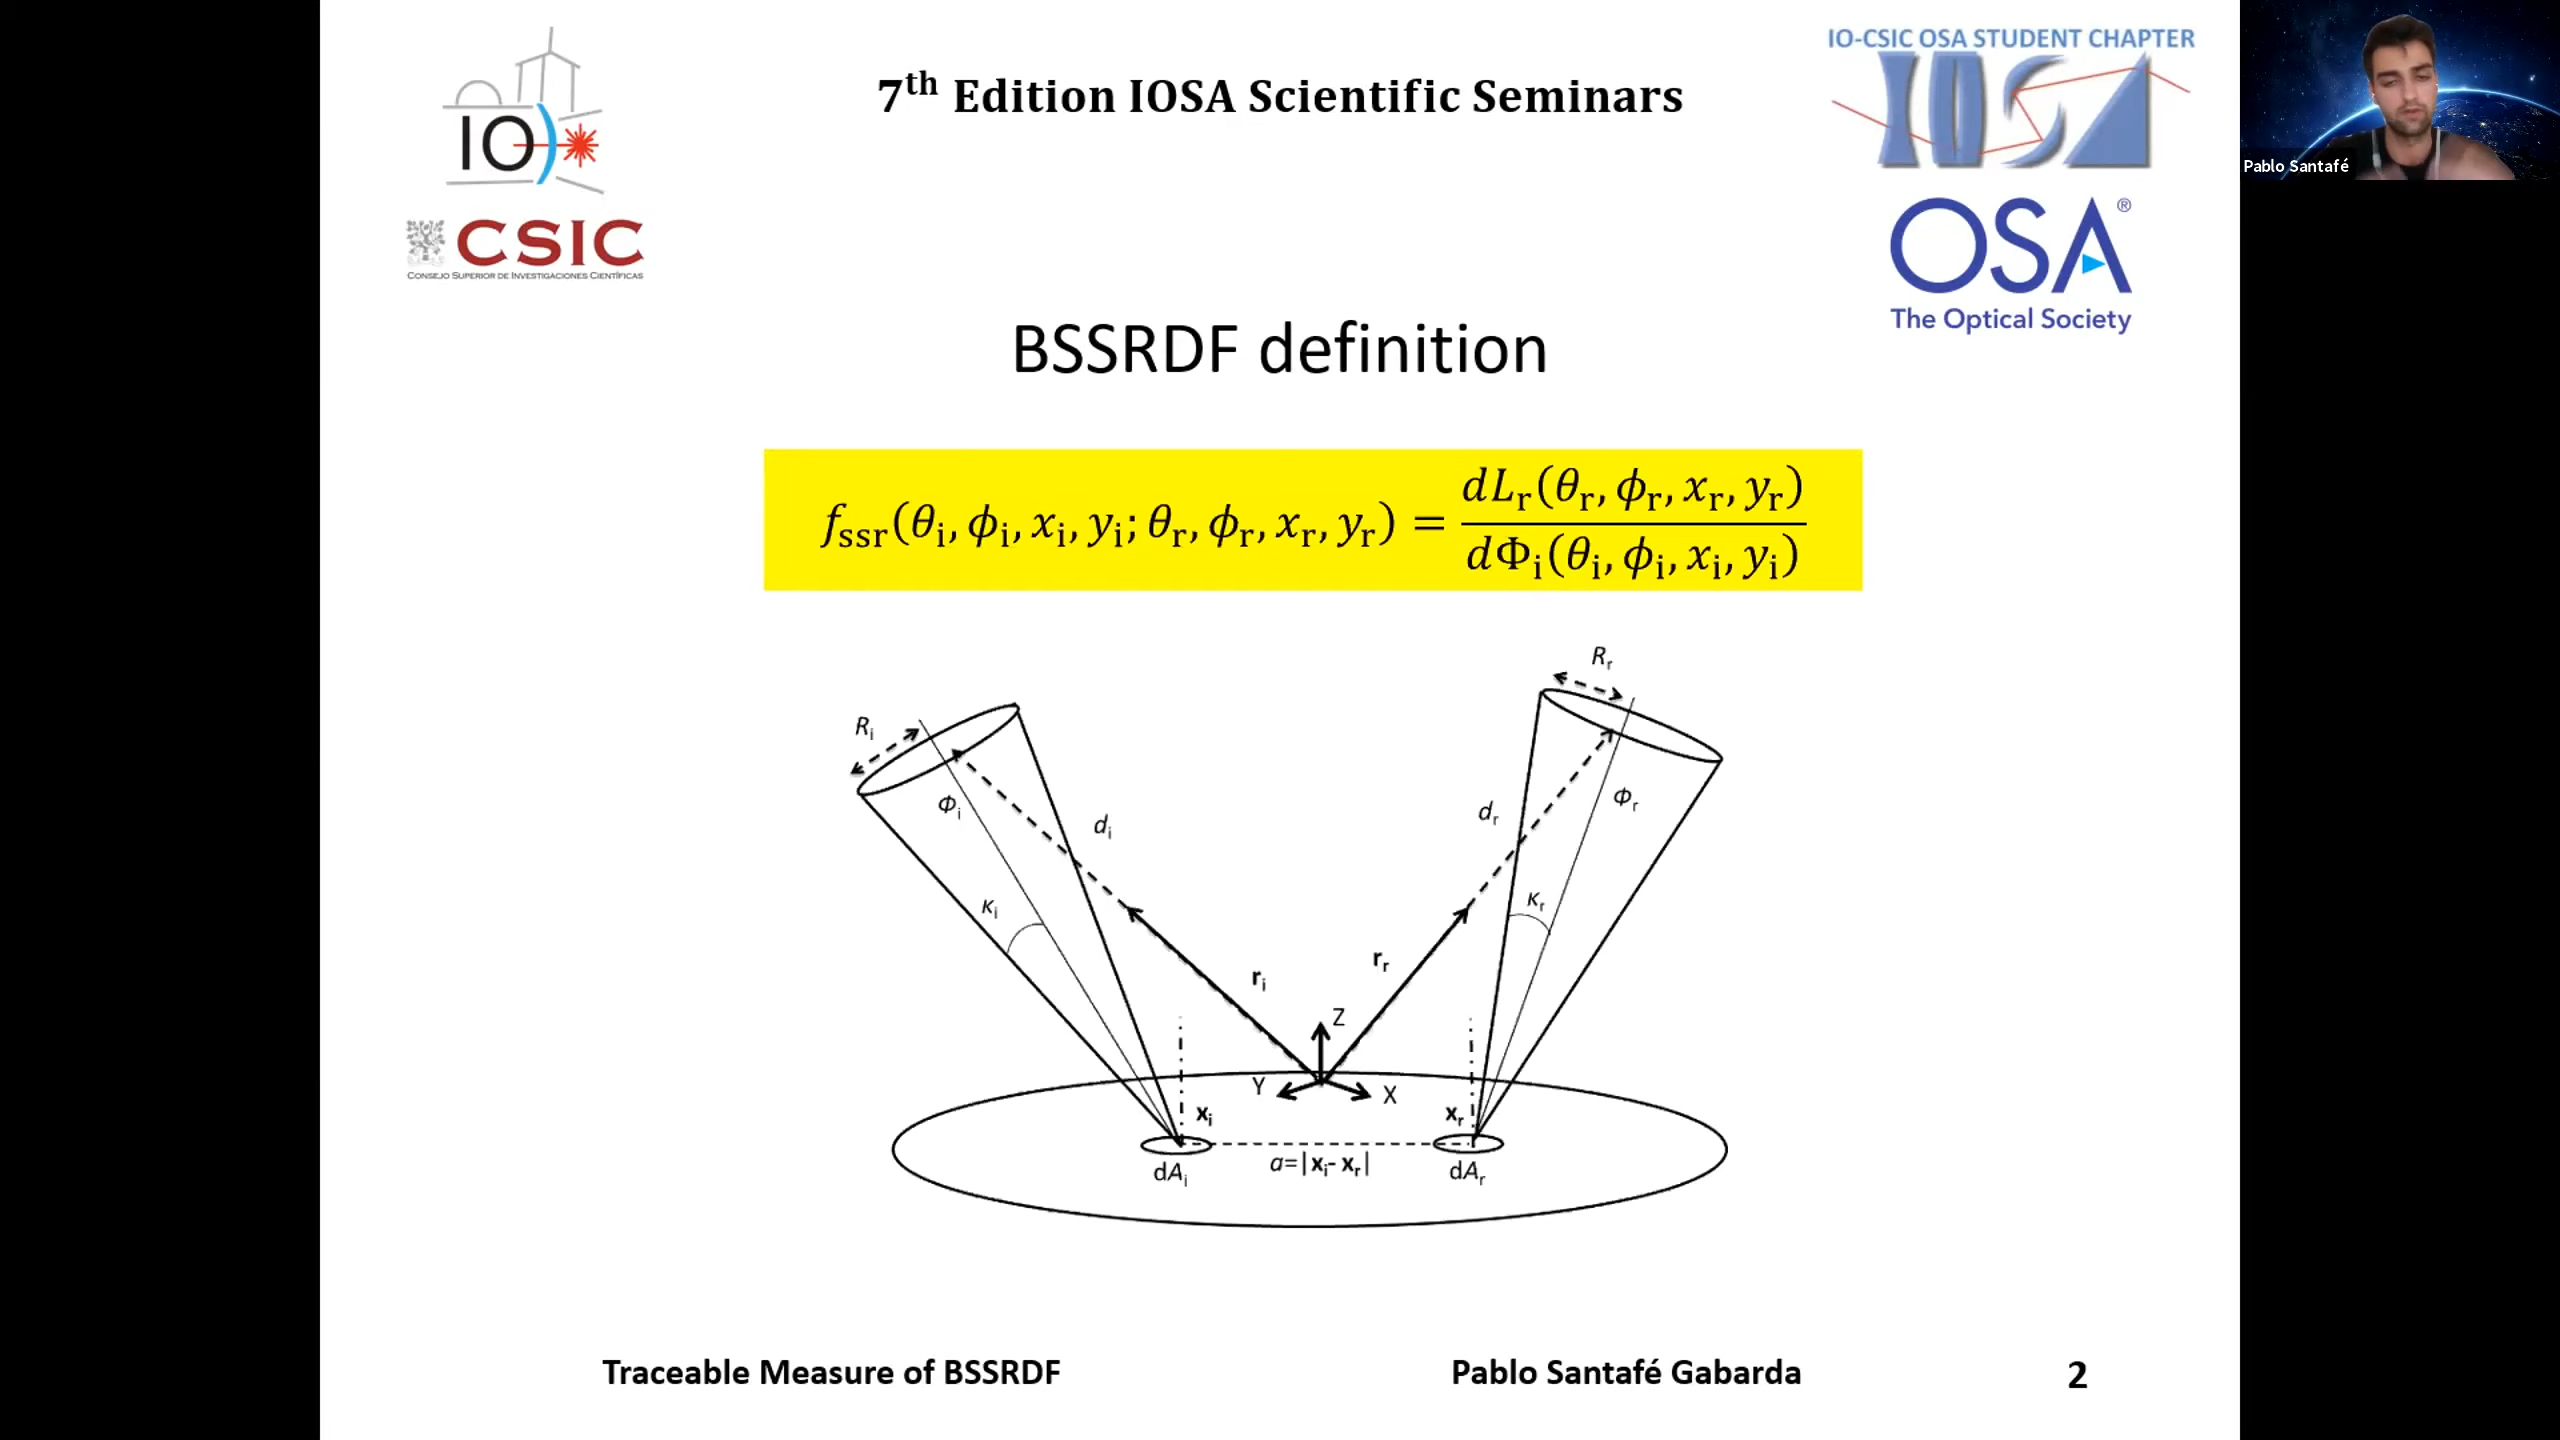 IO
CSIC
CONSEJO SUPERIOR DE INVESTIGACIONES CIENTÍFICAS
7th Edition IOSA Scientific Seminars
IO-CSIC OSA STUDENT CHAPTER
IOSA
OSA®
The Optical Society
Pablo Santafé
BSSRDF definition
f_ssr(θ_i, ϕ_i, x_i, y_i; θ_r, ϕ_r, x_r, y_r) = dL_r(θ_r, ϕ_r, x_r, y_r) / dΦ_i(θ_i, ϕ_i, x_i, y_i)
R_r
R_i
Φ_i
d_i
d_r
Φ_r
κ_i
κ_r
r_i
r_r
Z
Y
X
x_i
x_r
a=|x_i- x_r|
dA_i
dA_r
Traceable Measure of BSSRDF
Pablo Santafé Gabarda
2